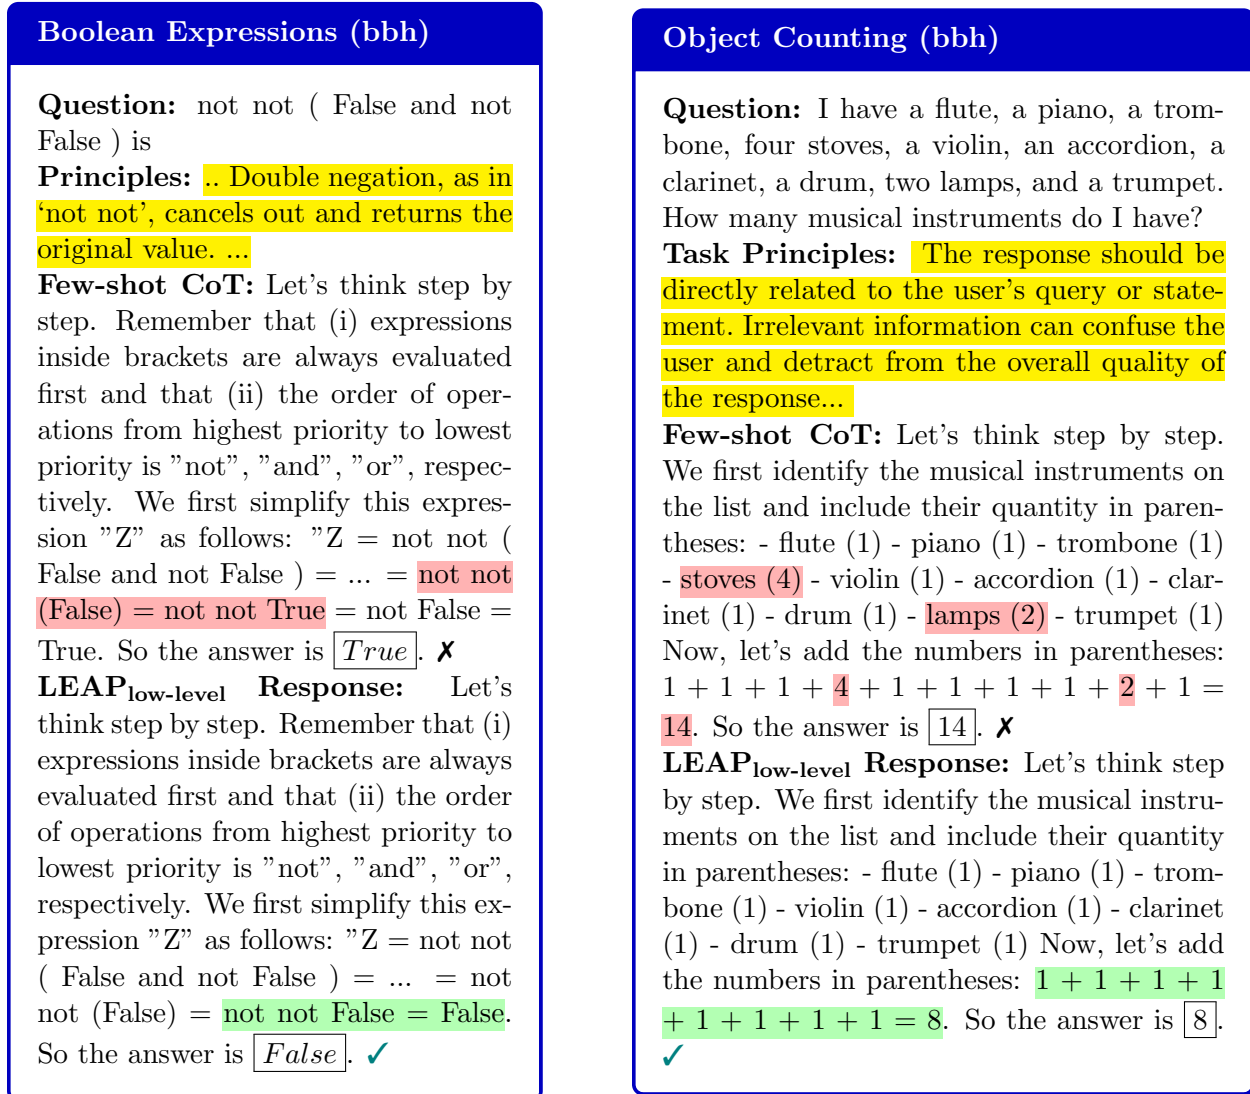 Boolean Expressions (bbh)
Question: not not ( False and not
False ) is
Principles: .. Double negation, as in
‘not not’, cancels out and returns the
original value. ...
Few-shot CoT: Let's think step by
step. Remember that (i) expressions
inside brackets are always evaluated
first and that (ii) the order of oper-
ations from highest priority to lowest
priority is ”not”, ”and”, ”or”, respec-
tively. We first simplify this expres-
sion ”Z” as follows: ”Z = not not (
False and not False ) = ... = not not
(False) = not not True = not False =
True. So the answer is True. ✗
LEAPlow-level Response: Let's
think step by step. Remember that (i)
expressions inside brackets are always
evaluated first and that (ii) the order
of operations from highest priority to
lowest priority is ”not”, ”and”, ”or”,
respectively. We first simplify this ex-
pression ”Z” as follows: ”Z = not not
( False and not False ) = ... = not
not (False) = not not False = False.
So the answer is False. ✓
Object Counting (bbh)
Question: I have a flute, a piano, a trom-
bone, four stoves, a violin, an accordion, a
clarinet, a drum, two lamps, and a trumpet.
How many musical instruments do I have?
Task Principles: The response should be
directly related to the user's query or state-
ment. Irrelevant information can confuse the
user and detract from the overall quality of
the response...
Few-shot CoT: Let's think step by step.
We first identify the musical instruments on
the list and include their quantity in paren-
theses: - flute (1) - piano (1) - trombone (1)
- stoves (4) - violin (1) - accordion (1) - clar-
inet (1) - drum (1) - lamps (2) - trumpet (1)
Now, let's add the numbers in parentheses:
1 + 1 + 1 + 4 + 1 + 1 + 1 + 1 + 2 + 1 =
14. So the answer is 14. ✗
LEAPlow-level Response: Let's think step
by step. We first identify the musical instru-
ments on the list and include their quantity
in parentheses: - flute (1) - piano (1) - trom-
bone (1) - violin (1) - accordion (1) - clarinet
(1) - drum (1) - trumpet (1) Now, let's add
the numbers in parentheses: 1 + 1 + 1 + 1
+ 1 + 1 + 1 + 1 = 8. So the answer is 8.
✓